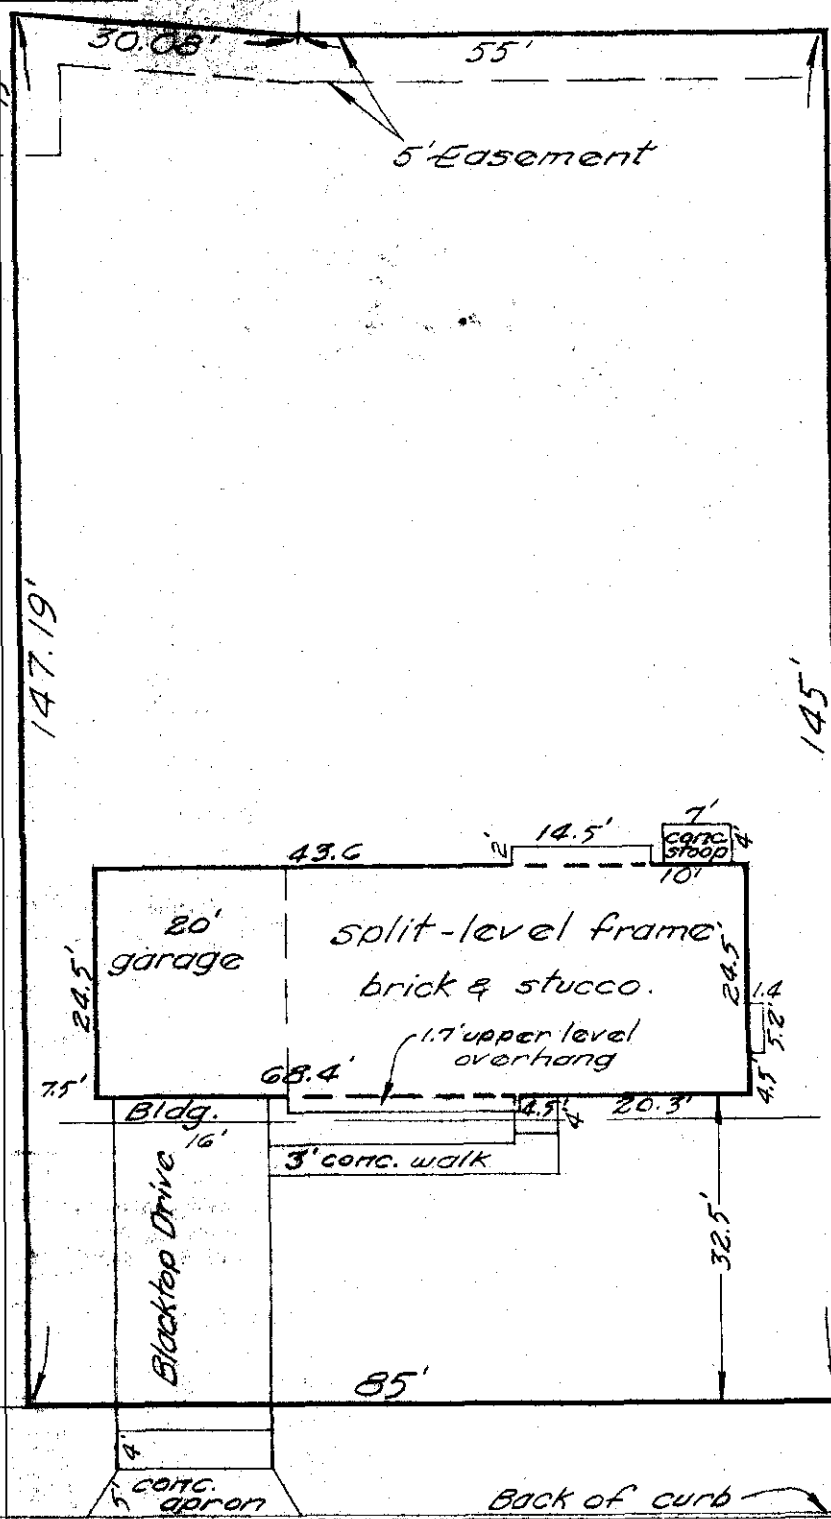 30.08'
55'
5' Easement
147.19'
145'
7'
14.5'
2'
conc.
stoop
4'
43.6
10'
20'
garage
split-level frame
brick & stucco.
24.5'
24.5'
1.4
5.2'
1.7' upper level
overhang
68.4'
7.5'
4.5'
Bldg.
4.5'
4'
20.3'
16'
3' conc. walk
Blacktop Drive
32.5'
85'
4'
5'
conc.
apron
Back of curb